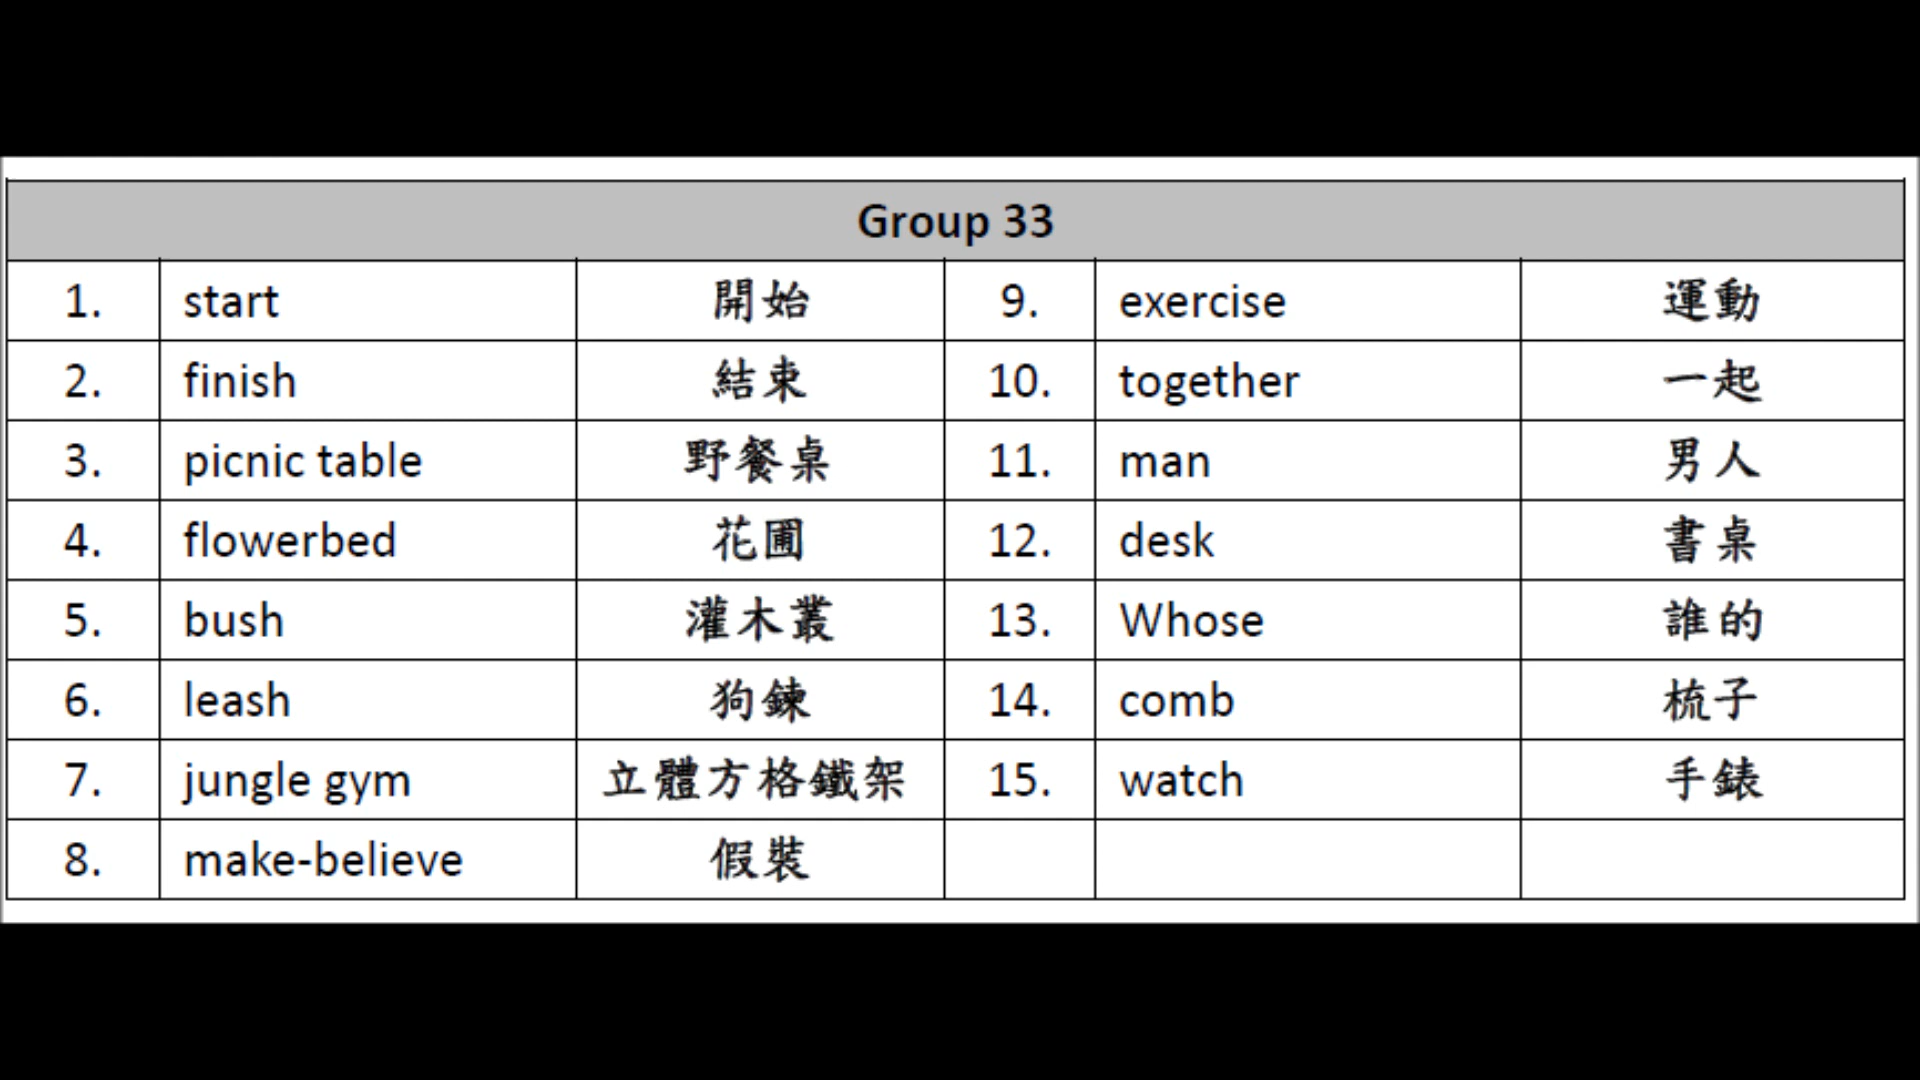 Group 33
1. start 開始 9. exercise 運動
2. finish 結束 10. together 一起
3. picnic table 野餐桌 11. man 男人
4. flowerbed 花圃 12. desk 書桌
5. bush 灌木叢 13. Whose 誰的
6. leash 狗鍊 14. comb 梳子
7. jungle gym 立體方格鐵架 15. watch 手錶
8. make-believe 假裝